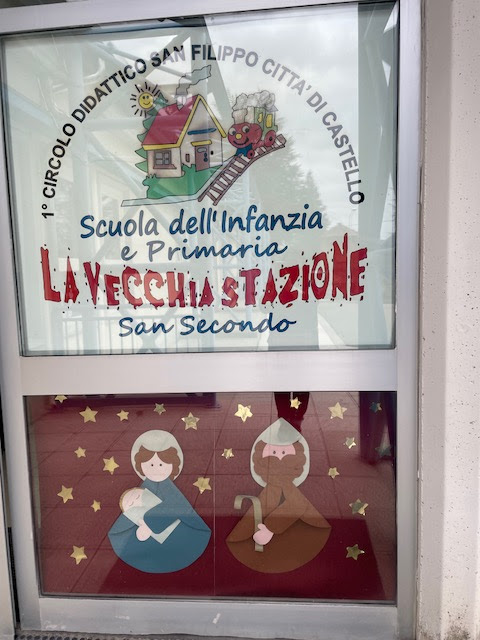 1° CIRCOLO DIDATTICO SAN FILIPPO CITTA' DI CASTELLO
Scuola dell'Infanzia
e Primaria
LA VECCHIA STAZIONE
San Secondo